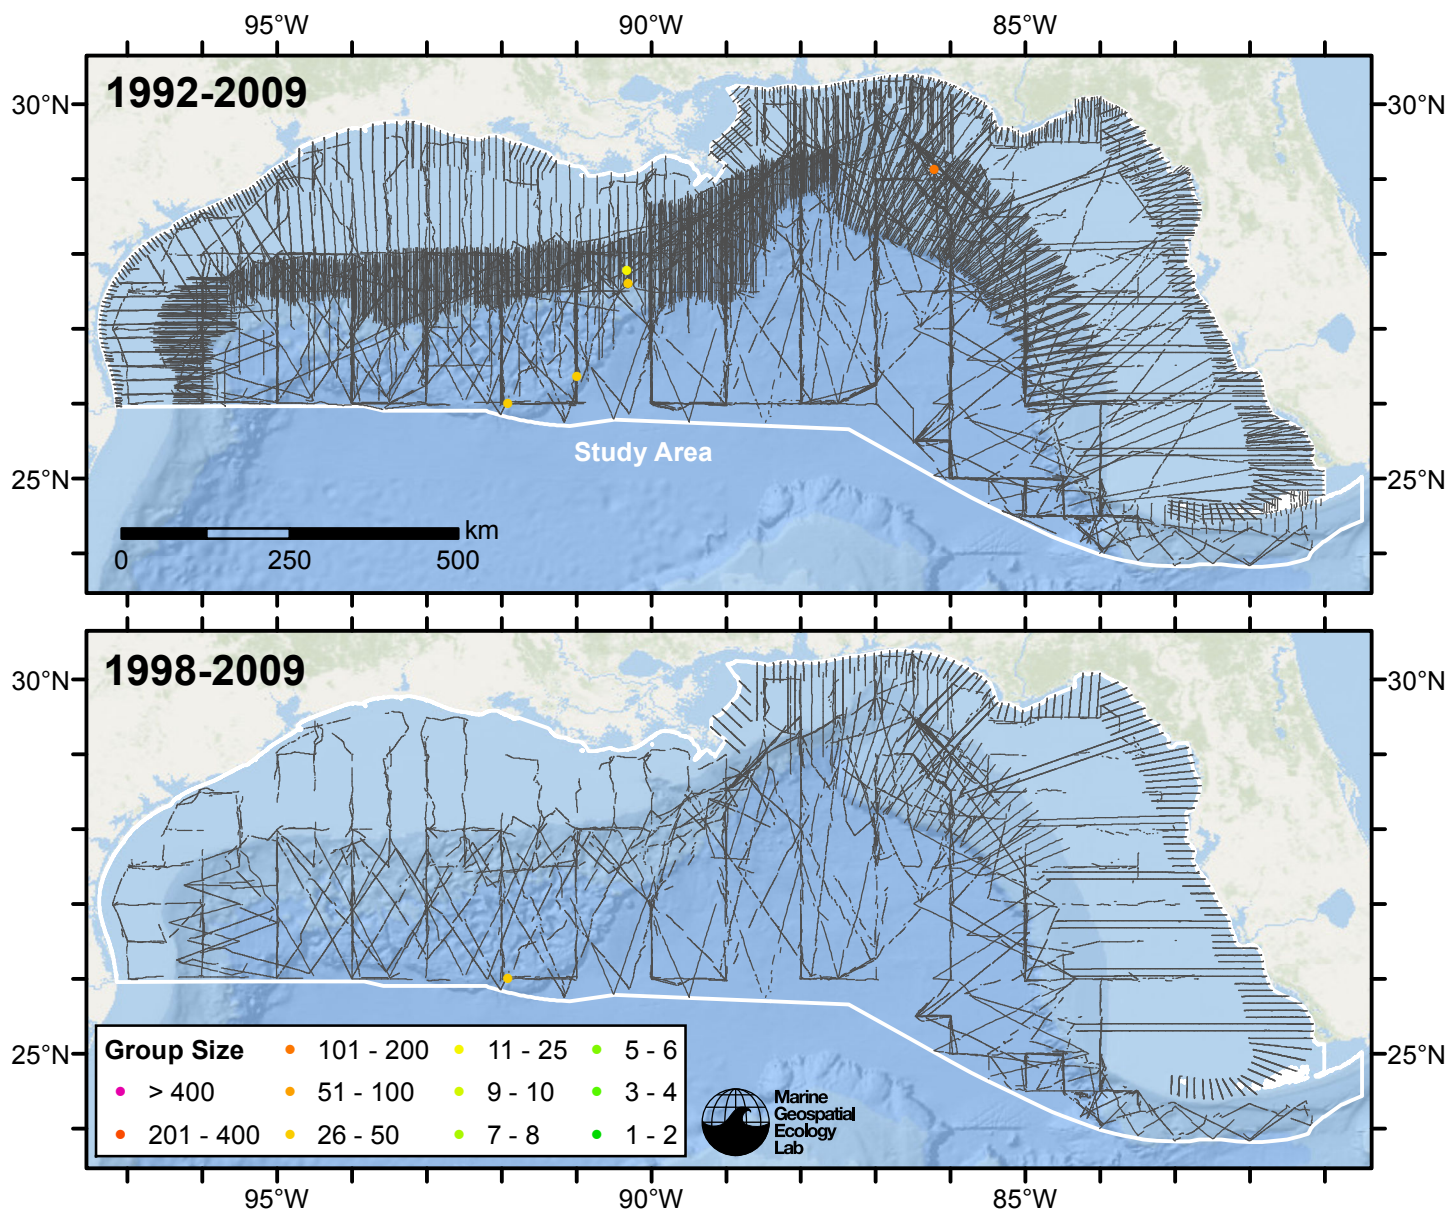 95°W 90°W 85°W
1992-2009
30°N 30°N
Study Area
25°N 25°N
km
0 250 500
1998-2009
30°N 30°N
25°N 25°N
Group Size 101 - 200 11 - 25 5 - 6
> 400 51 - 100 9 - 10 3 - 4
201 - 400 26 - 50 7 - 8 1 - 2
Marine
Geospatial
Ecology
Lab
95°W 90°W 85°W